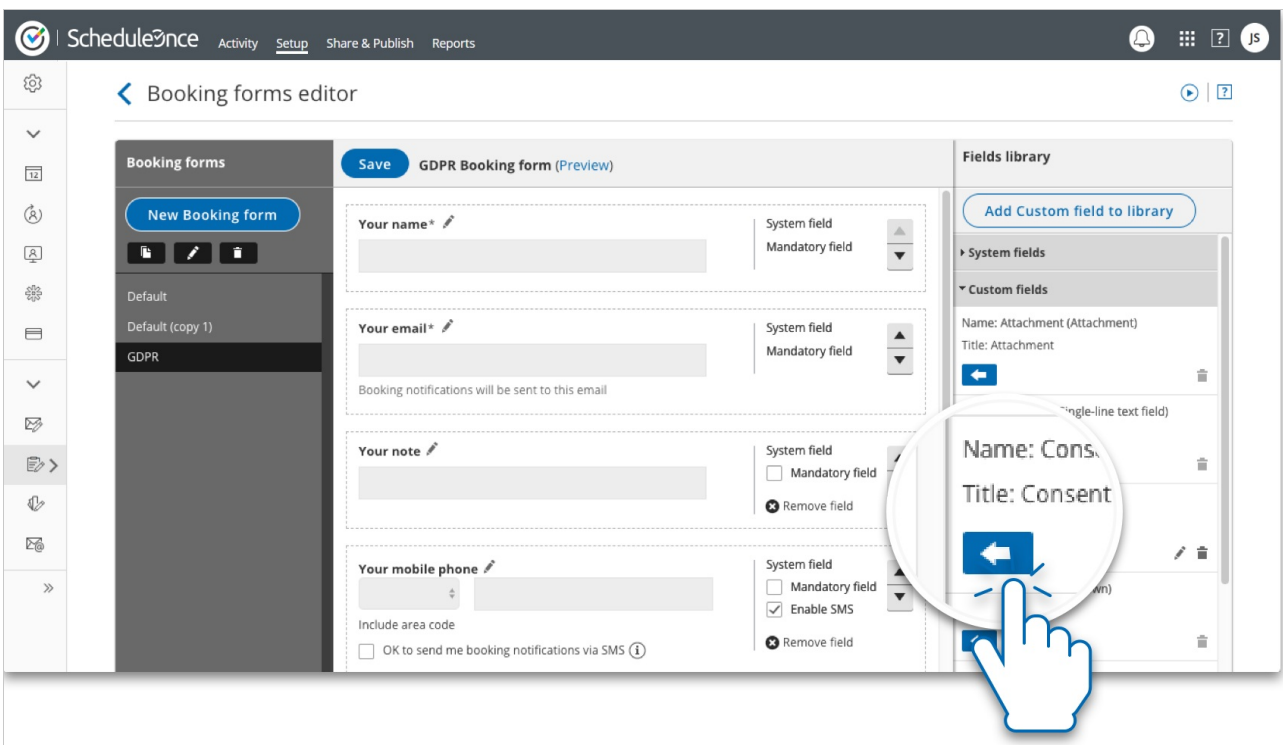 ScheduleOnce Activity Setup Share & Publish Reports
? JS
Booking forms editor
?
Booking forms
Save GDPR Booking form (Preview)
Fields library
New Booking form
Add Custom field to library
Default
Default (copy 1)
GDPR
Your name*
System field
Mandatory field
Your email*
System field
Mandatory field
Booking notifications will be sent to this email
Your note
System field
Mandatory field
Remove field
Your mobile phone
System field
Mandatory field
Enable SMS
Include area code
Remove field
OK to send me booking notifications via SMS
System fields
Custom fields
Name: Attachment (Attachment)
Title: Attachment
text field)
Name:
Title: Consent
12